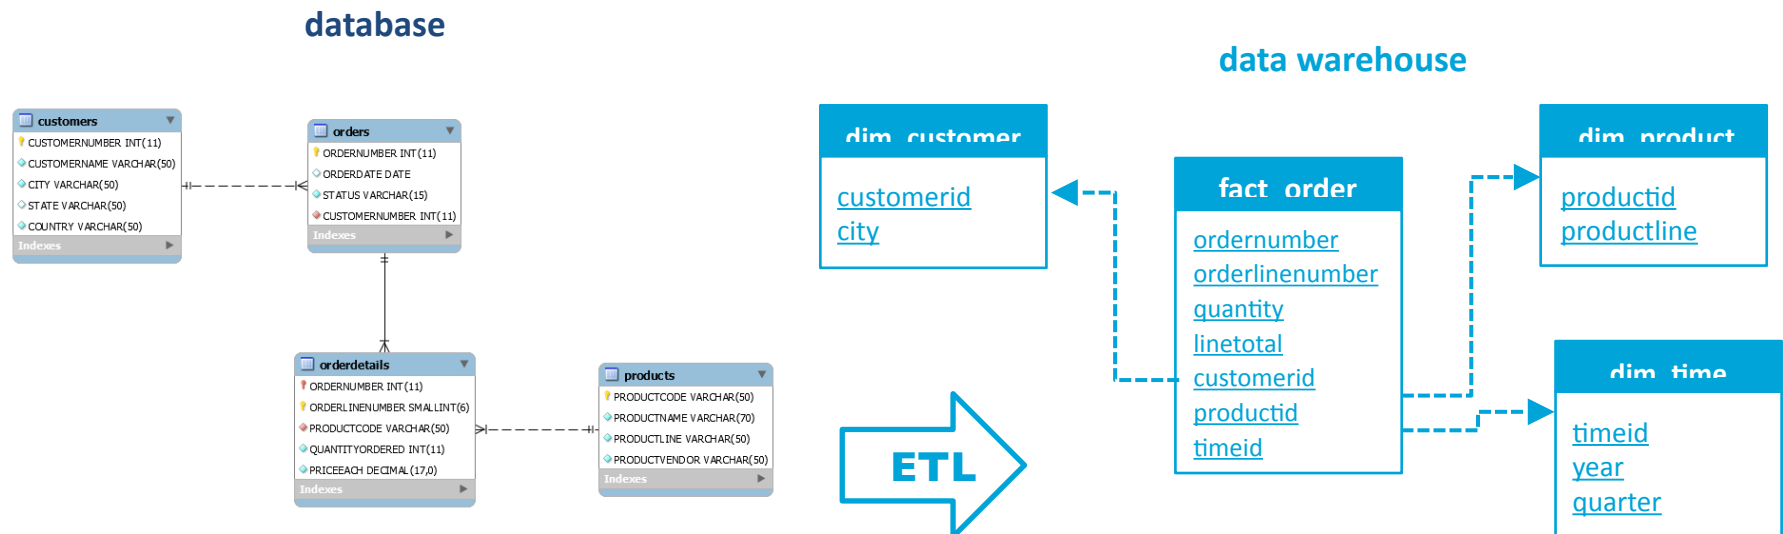 database
data warehouse
customers
CUSTOMERNUMBER INT(11)
CUSTOMERNAME VARCHAR(50)
CITY VARCHAR(50)
STATE VARCHAR(50)
COUNTRY VARCHAR(50)
Indexes
orders
ORDERNUMBER INT(11)
ORDERDATE DATE
STATUS VARCHAR(15)
CUSTOMERNUMBER INT(11)
Indexes
orderdetails
ORDERNUMBER INT(11)
ORDERLINENUMBER SMALLINT(6)
PRODUCTCODE VARCHAR(50)
QUANTITYORDERED INT(11)
PRICEEACH DECIMAL(17,0)
Indexes
products
PRODUCTCODE VARCHAR(50)
PRODUCTNAME VARCHAR(70)
PRODUCTLINE VARCHAR(50)
PRODUCTVENDOR VARCHAR(50)
Indexes
ETL
dim_customer
customerid
city
fact_order
ordernumber
orderlinenumber
quantity
linetotal
customerid
productid
timeid
dim_product
productid
productline
dim_time
timeid
year
quarter